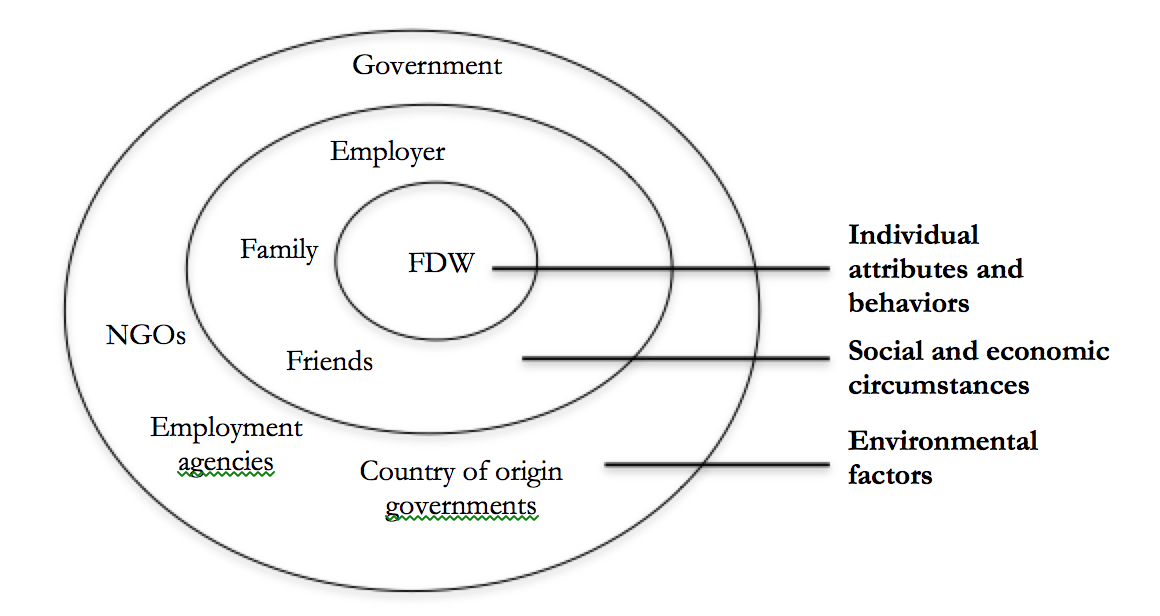 Government
Employer
Family
FDW
NGOs
Friends
Employment
agencies
Country of origin
governments
Individual
attributes and
behaviors
Social and economic
circumstances
Environmental
factors